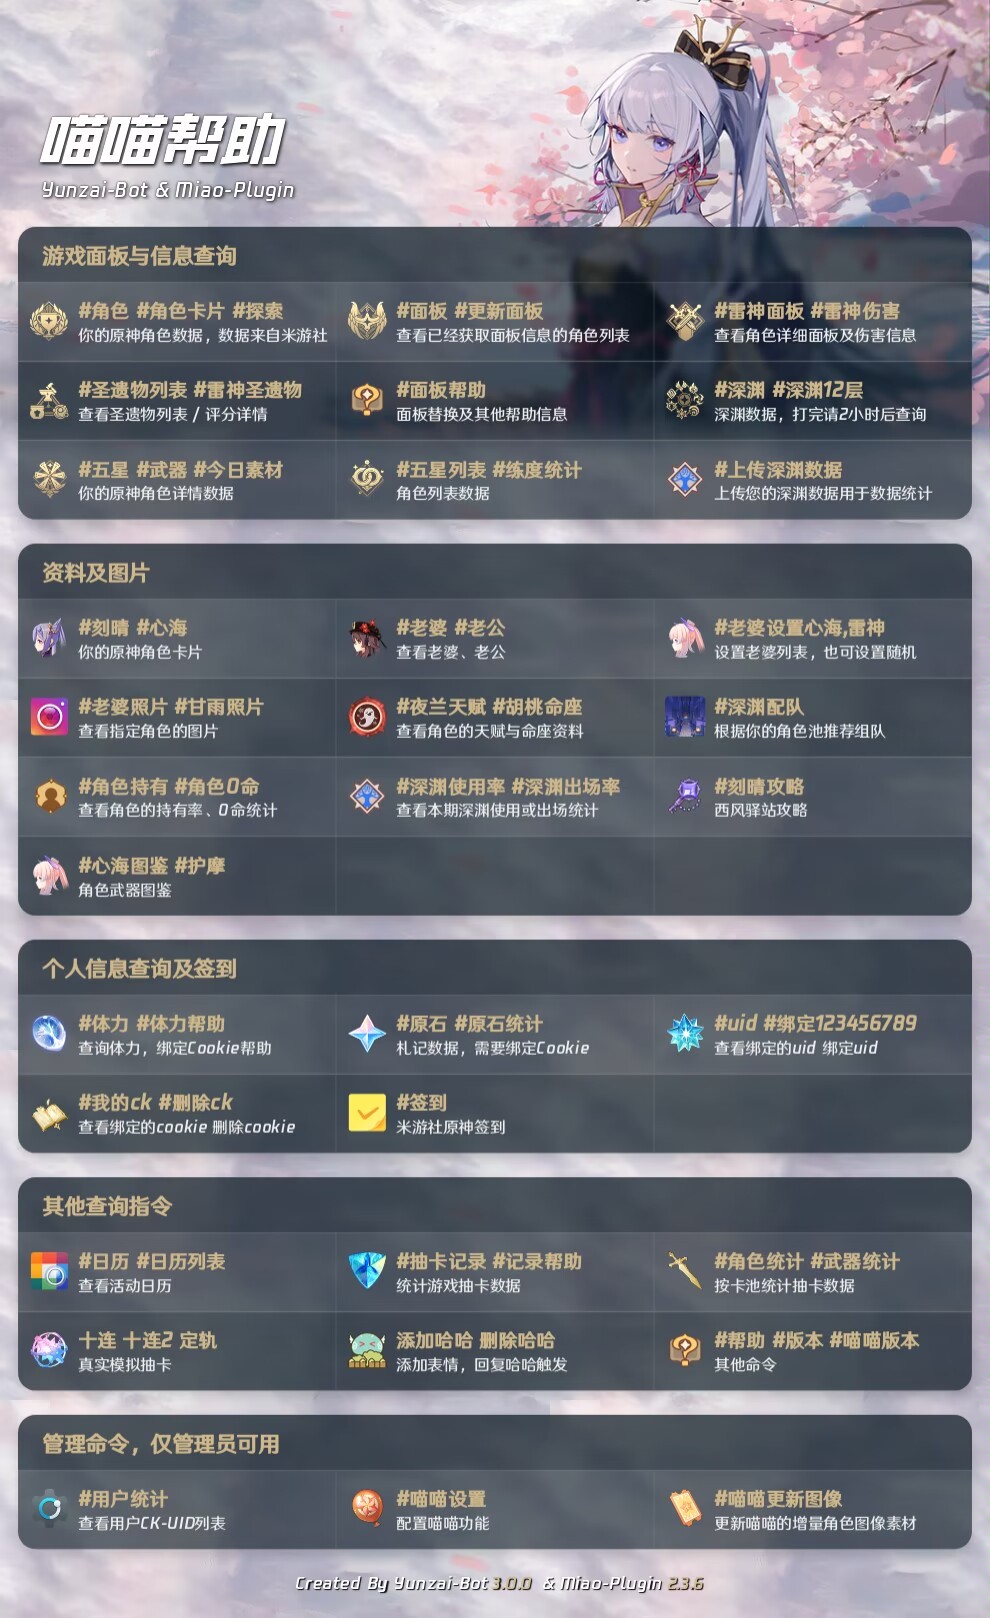 喵喵帮助
Yunzai-Bot & Miao-Plugin
游戏面板与信息查询
#角色 #角色卡片 #探索
你的原神角色数据，数据来自米游社
#面板 #更新面板
查看已经获取面板信息的角色列表
#雷神面板 #雷神伤害
查看角色详细面板及伤害信息
#圣遗物列表 #雷神圣遗物
查看圣遗物列表 / 评分详情
#面板帮助
面板替换及其他帮助信息
#深渊 #深渊12层
深渊数据，打完请2小时后查询
#五星 #武器 #今日素材
你的原神角色详情数据
#五星列表 #练度统计
角色列表数据
#上传深渊数据
上传您的深渊数据用于数据统计
资料及图片
#刻晴 #心海
你的原神角色卡片
#老婆 #老公
查看老婆、老公
#老婆设置心海,雷神
设置老婆列表，也可设置随机
#老婆照片 #甘雨照片
查看指定角色的图片
#夜兰天赋 #胡桃命座
查看角色的天赋与命座资料
#深渊配队
根据你的角色池推荐组队
#角色持有 #角色0命
查看角色的持有率、0命统计
#深渊使用率 #深渊出场率
查看本期深渊使用或出场统计
#刻晴攻略
西风驿站攻略
#心海图鉴 #护摩
角色武器图鉴
个人信息查询及签到
#体力 #体力帮助
查询体力，绑定Cookie帮助
#原石 #原石统计
札记数据，需要绑定Cookie
#uid #绑定123456789
查看绑定的uid 绑定uid
#我的ck #删除ck
查看绑定的cookie 删除cookie
#签到
米游社原神签到
其他查询指令
#日历 #日历列表
查看活动日历
#抽卡记录 #记录帮助
统计游戏抽卡数据
#角色统计 #武器统计
按卡池统计抽卡数据
十连 十连2 定轨
真实模拟抽卡
添加哈哈 删除哈哈
添加表情，回复哈哈触发
#帮助 #版本 #喵喵版本
其他命令
管理命令，仅管理员可用
#用户统计
查看用户CK-UID列表
#喵喵设置
配置喵喵功能
#喵喵更新图像
更新喵喵的增量角色图像素材
Created By Yunzai-Bot 3.0.0 & Miao-Plugin 2.3.6